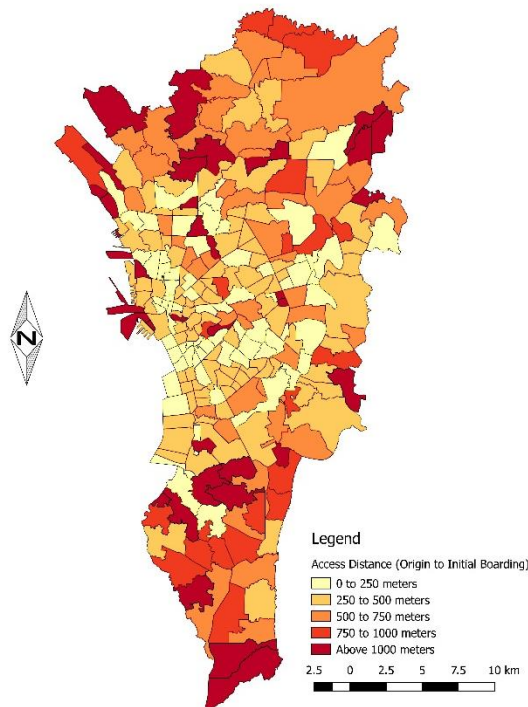 N
Legend
Access Distance (Origin to Initial Boarding)
0 to 250 meters
250 to 500 meters
500 to 750 meters
750 to 1000 meters
Above 1000 meters
2.5 0 2.5 5 7.5 10 km